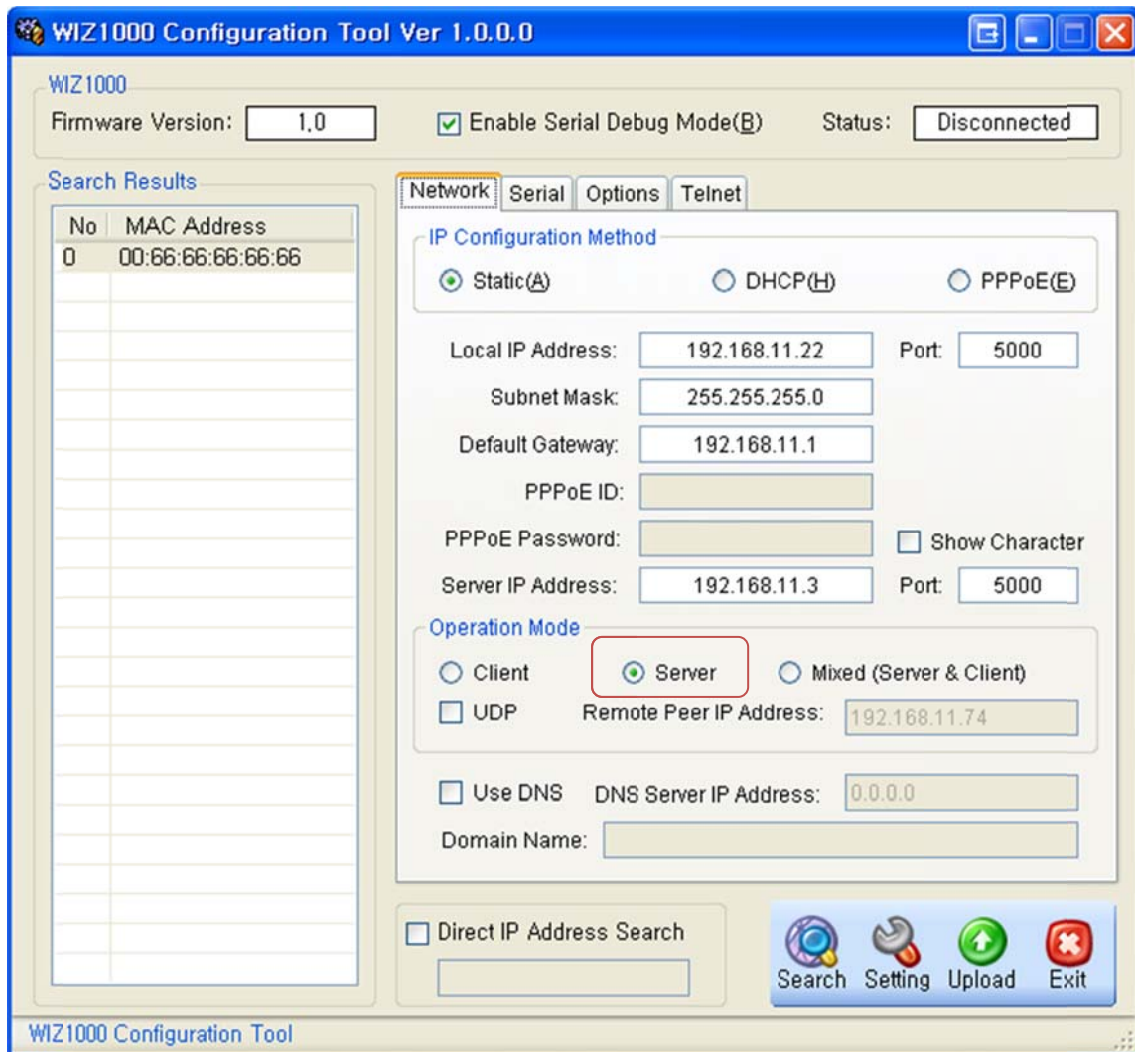 WIZ1000 Configuration Tool Ver 1.0.0.0
WIZ1000
Firmware Version: 1,0 Enable Serial Debug Mode(B) Status: Disconnected
Search Results
No MAC Address
0 00:66:66:66:66:66
Network Serial Options Telnet
IP Configuration Method
Static(A) DHCP(H) PPPoE(E)
Local IP Address: 192.168.11.22 Port: 5000
Subnet Mask: 255.255.255.0
Default Gateway: 192.168.11.1
PPPoE ID:
PPPoE Password: Show Character
Server IP Address: 192.168.11.3 Port: 5000
Operation Mode
Client Server Mixed (Server & Client)
UDP Remote Peer IP Address: 192.168.11.74
Use DNS DNS Server IP Address: 0.0.0.0
Domain Name:
Direct IP Address Search
Search Setting Upload Exit
WIZ1000 Configuration Tool